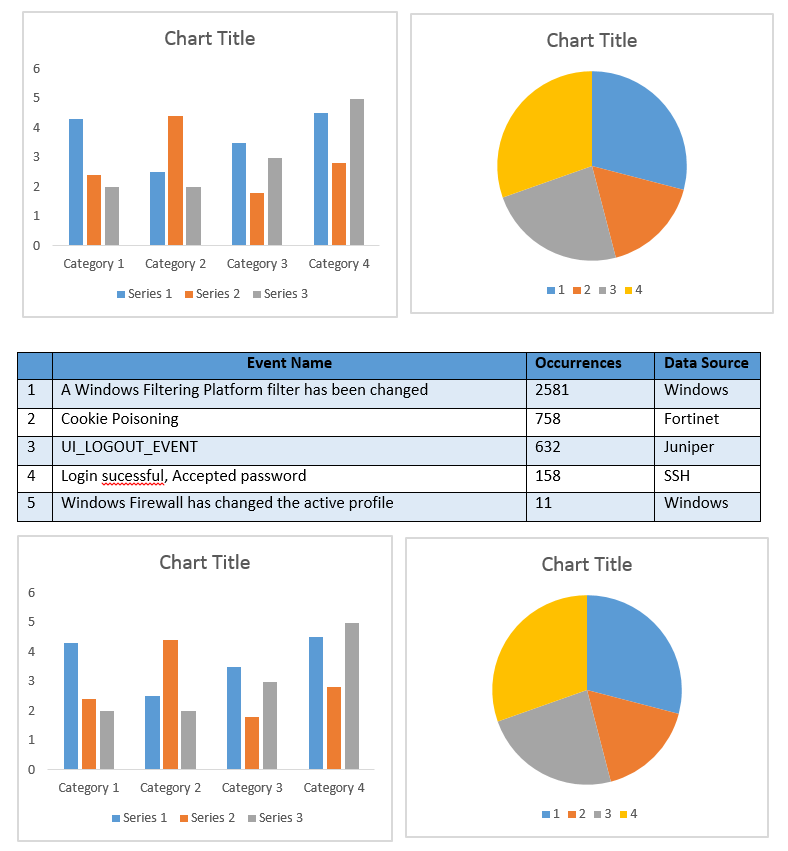 Chart Title
6
5
4
3
2
1
0
Category 1 Category 2 Category 3 Category 4
Series 1 Series 2 Series 3
Chart Title
1 2 3 4
Event Name Occurrences Data Source
1 A Windows Filtering Platform filter has been changed 2581 Windows
2 Cookie Poisoning 758 Fortinet
3 UI_LOGOUT_EVENT 632 Juniper
4 Login sucessful, Accepted password 158 SSH
5 Windows Firewall has changed the active profile 11 Windows
Chart Title
6
5
4
3
2
1
0
Category 1 Category 2 Category 3 Category 4
Series 1 Series 2 Series 3
Chart Title
1 2 3 4